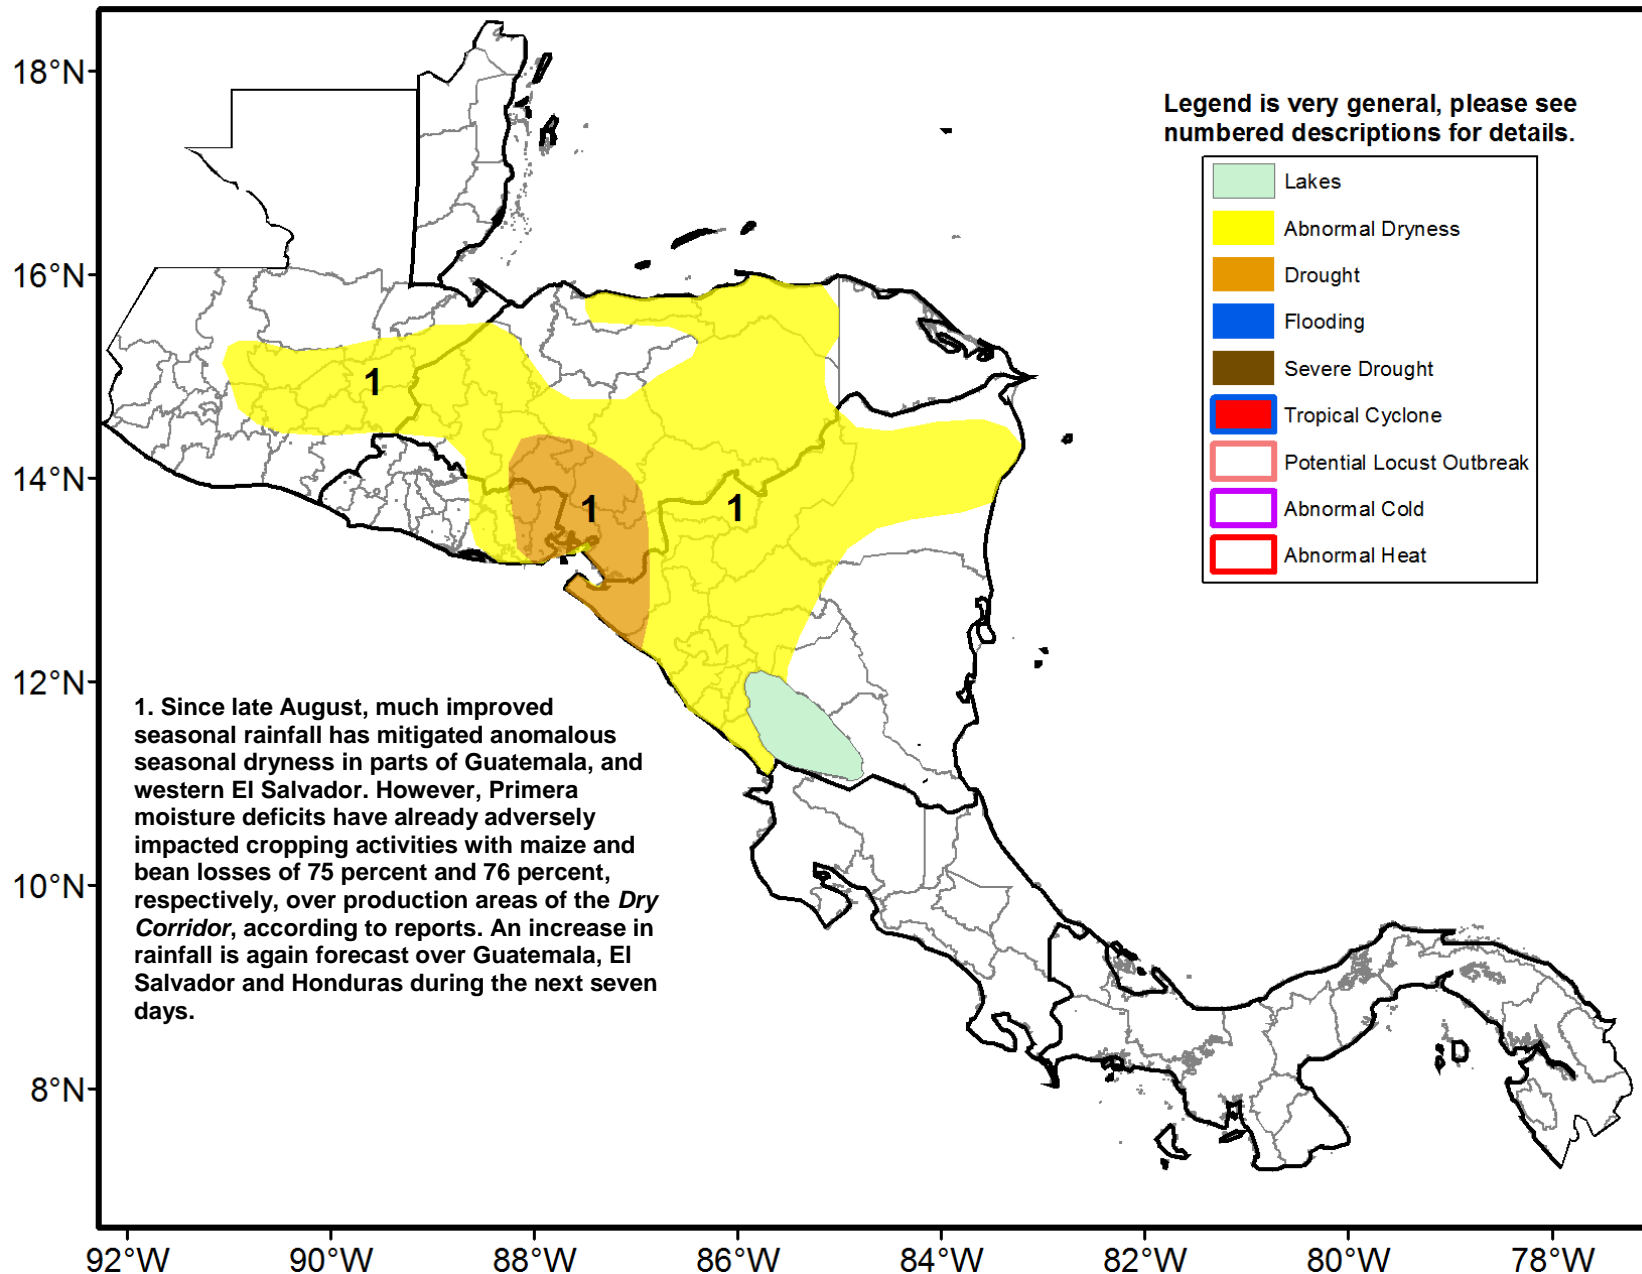 18°N
16°N
14°N
12°N
10°N
8°N
Legend is very general, please see
numbered descriptions for details.
Lakes
Abnormal Dryness
Drought
Flooding
Severe Drought
Tropical Cyclone
Potential Locust Outbreak
Abnormal Cold
Abnormal Heat
1
1
1
1. Since late August, much improved
seasonal rainfall has mitigated anomalous
seasonal dryness in parts of Guatemala, and
western El Salvador. However, Primera
moisture deficits have already adversely
impacted cropping activities with maize and
bean losses of 75 percent and 76 percent,
respectively, over production areas of the Dry
Corridor, according to reports. An increase in
rainfall is again forecast over Guatemala, El
Salvador and Honduras during the next seven
days.
92°W
90°W
88°W
86°W
84°W
82°W
80°W
78°W